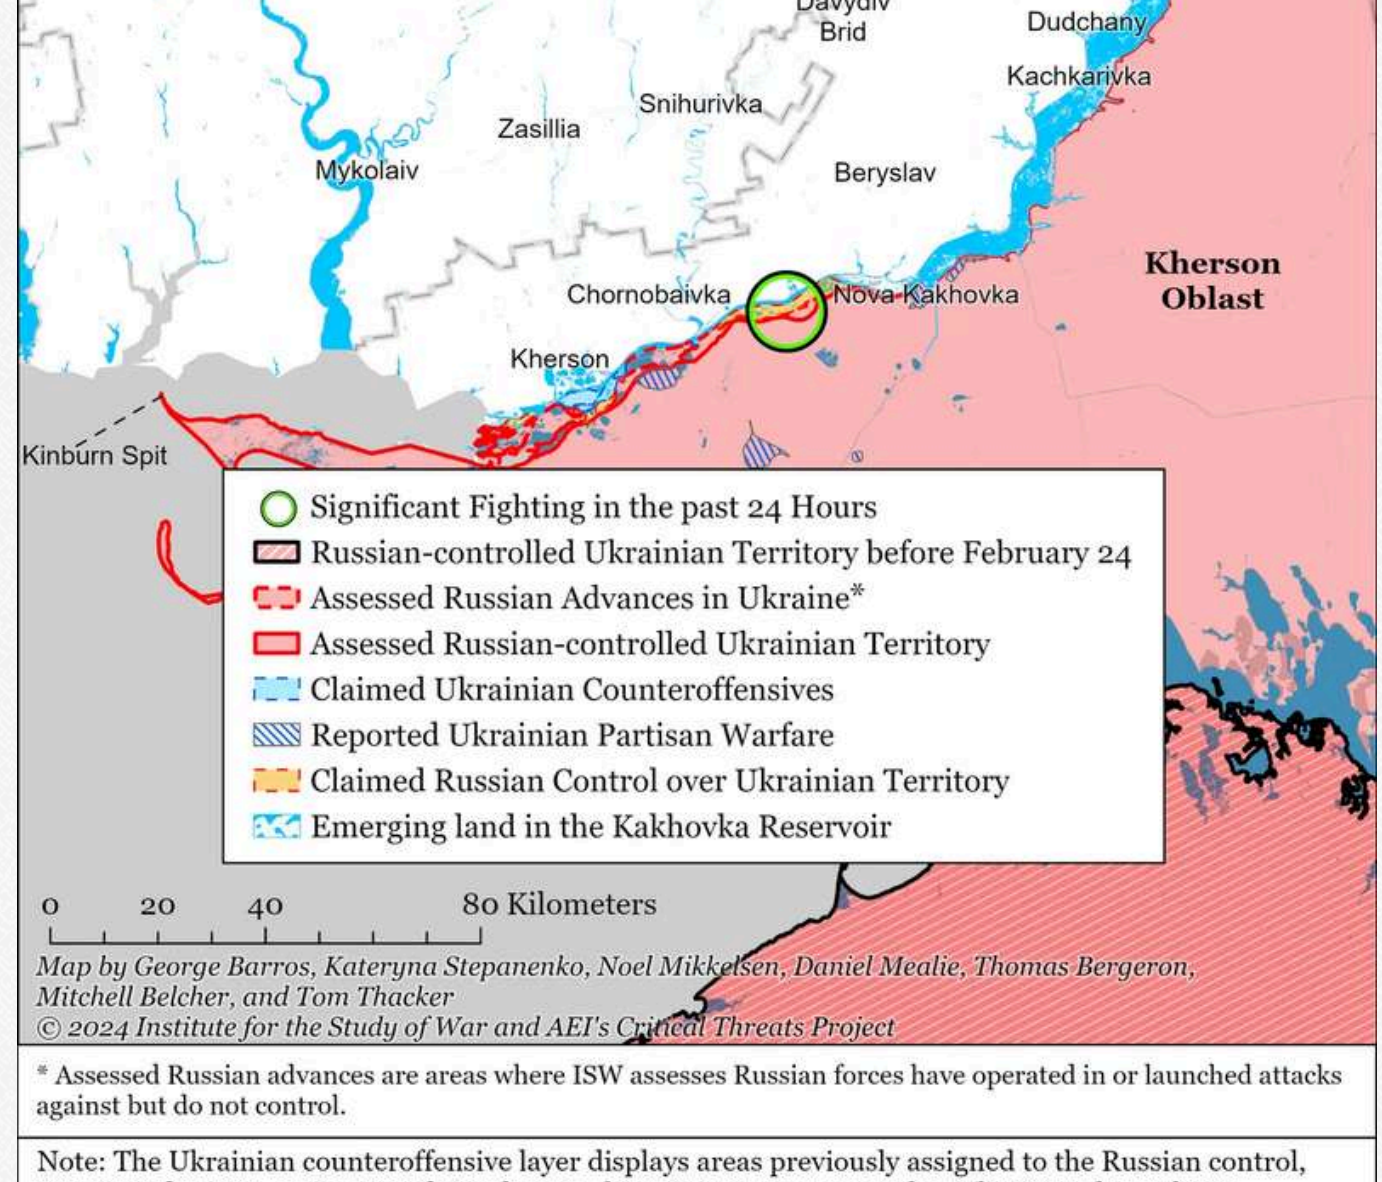 Davydiv
Brid
Dudchany
Kachkarivka
Snihurivka
Zasillia
Mykolaiv
Beryslav
Kherson
Oblast
Chornobaivka
Nova Kakhovka
Kherson
Kinburn Spit
Significant Fighting in the past 24 Hours
Russian-controlled Ukrainian Territory before February 24
Assessed Russian Advances in Ukraine*
Assessed Russian-controlled Ukrainian Territory
Claimed Ukrainian Counteroffensives
Reported Ukrainian Partisan Warfare
Claimed Russian Control over Ukrainian Territory
Emerging land in the Kakhovka Reservoir
0 20 40 80 Kilometers
Map by George Barros, Kateryna Stepanenko, Noel Mikkelsen, Daniel Mealie, Thomas Bergeron,
Mitchell Belcher, and Tom Thacker
© 2024 Institute for the Study of War and AEI's Critical Threats Project
* Assessed Russian advances are areas where ISW assesses Russian forces have operated in or launched attacks
against but do not control.
Note: The Ukrainian counteroffensive layer displays areas previously assigned to the Russian control,